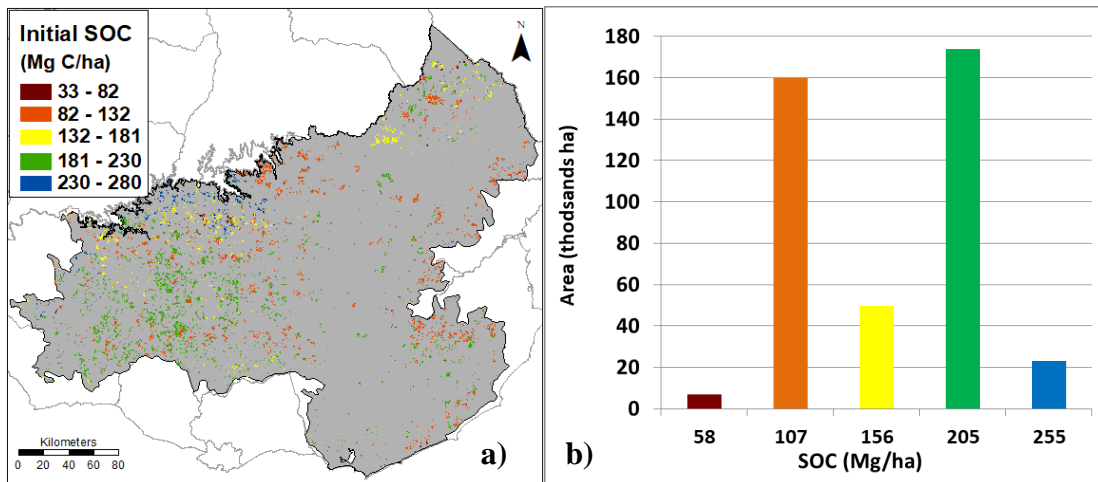 Initial SOC
(Mg C/ha)
33 - 82
82 - 132
132 - 181
181 - 230
230 - 280
N
Kilometers
0 20 40 60 80
a)
180
160
140
120
100
80
60
40
20
0
Area (thodsands ha)
58 107 156 205 255
SOC (Mg/ha)
b)